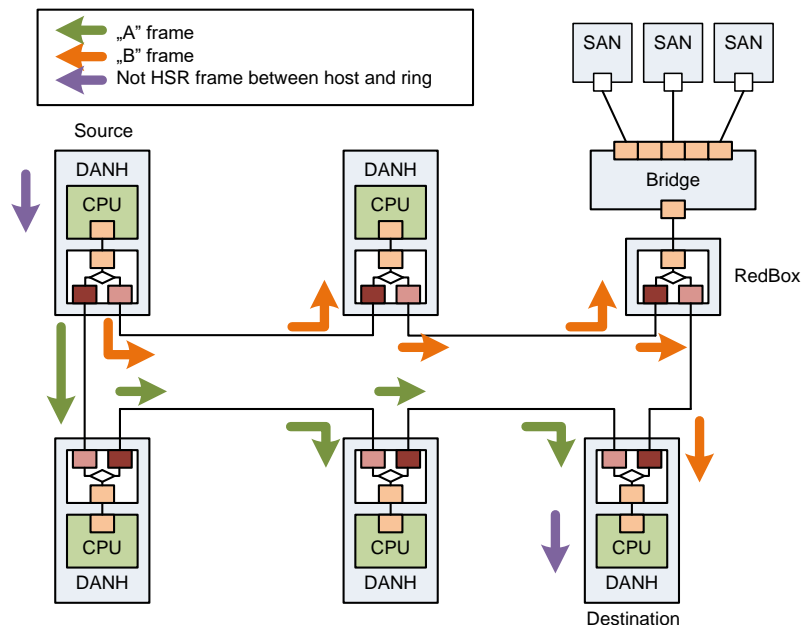 „A” frame
„B” frame
Not HSR frame between host and ring
SAN
SAN
SAN
Source
DANH
CPU
DANH
CPU
Bridge
RedBox
CPU
DANH
CPU
DANH
CPU
DANH
Destination